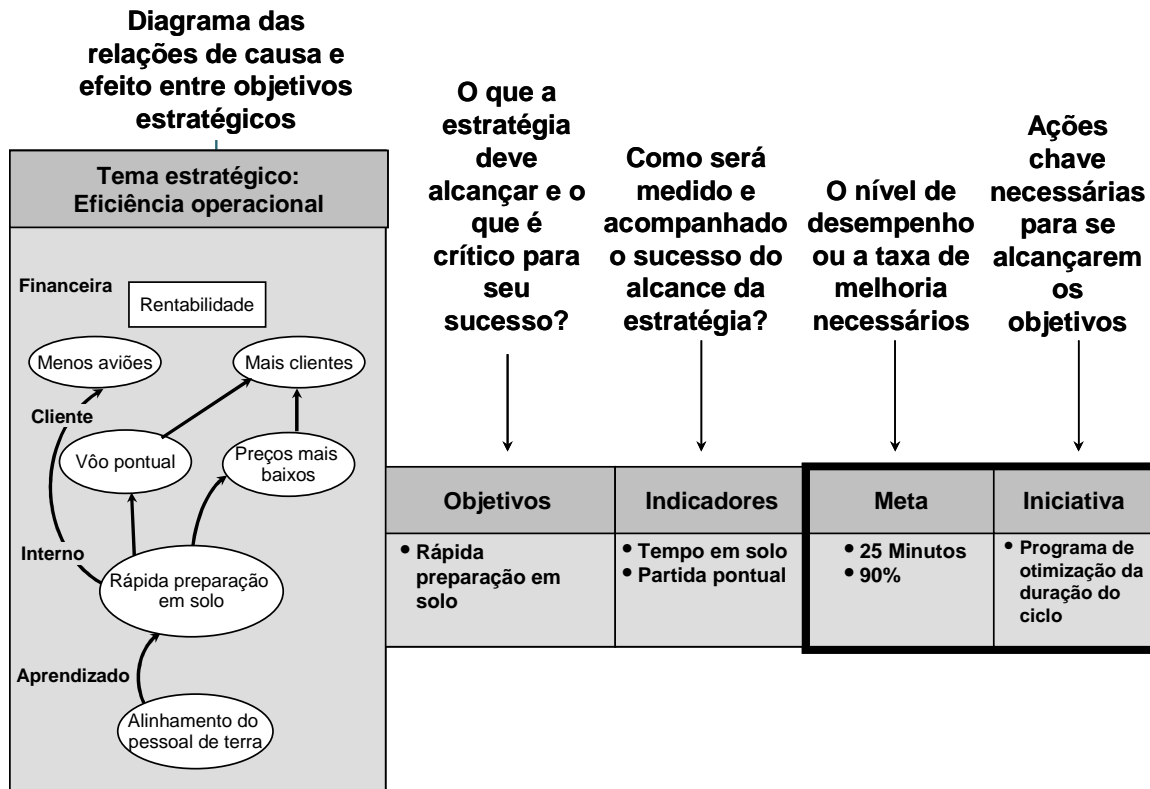 Diagrama das
relações de causa e
efeito entre objetivos
estratégicos
O que a
estratégia
deve
alcançar e o
que é
crítico para
seu
sucesso?
Como será
medido e
acompanhado
o sucesso do
alcance da
estratégia?
O nível de
desempenho
ou a taxa de
melhoria
necessários
Ações
chave
necessárias
para se
alcançarem
os
objetivos
Tema estratégico:
Eficiência operacional
Financeira
Rentabilidade
Menos aviões
Mais clientes
Cliente
Vôo pontual
Preços mais
baixos
Interno
Rápida preparação
em solo
Aprendizado
Alinhamento do
pessoal de terra
Objetivos
Indicadores
Meta
Iniciativa
• Rápida
preparação em
solo
• Tempo em solo
• Partida pontual
• 25 Minutos
• 90%
• Programa de
otimização da
duração do
ciclo